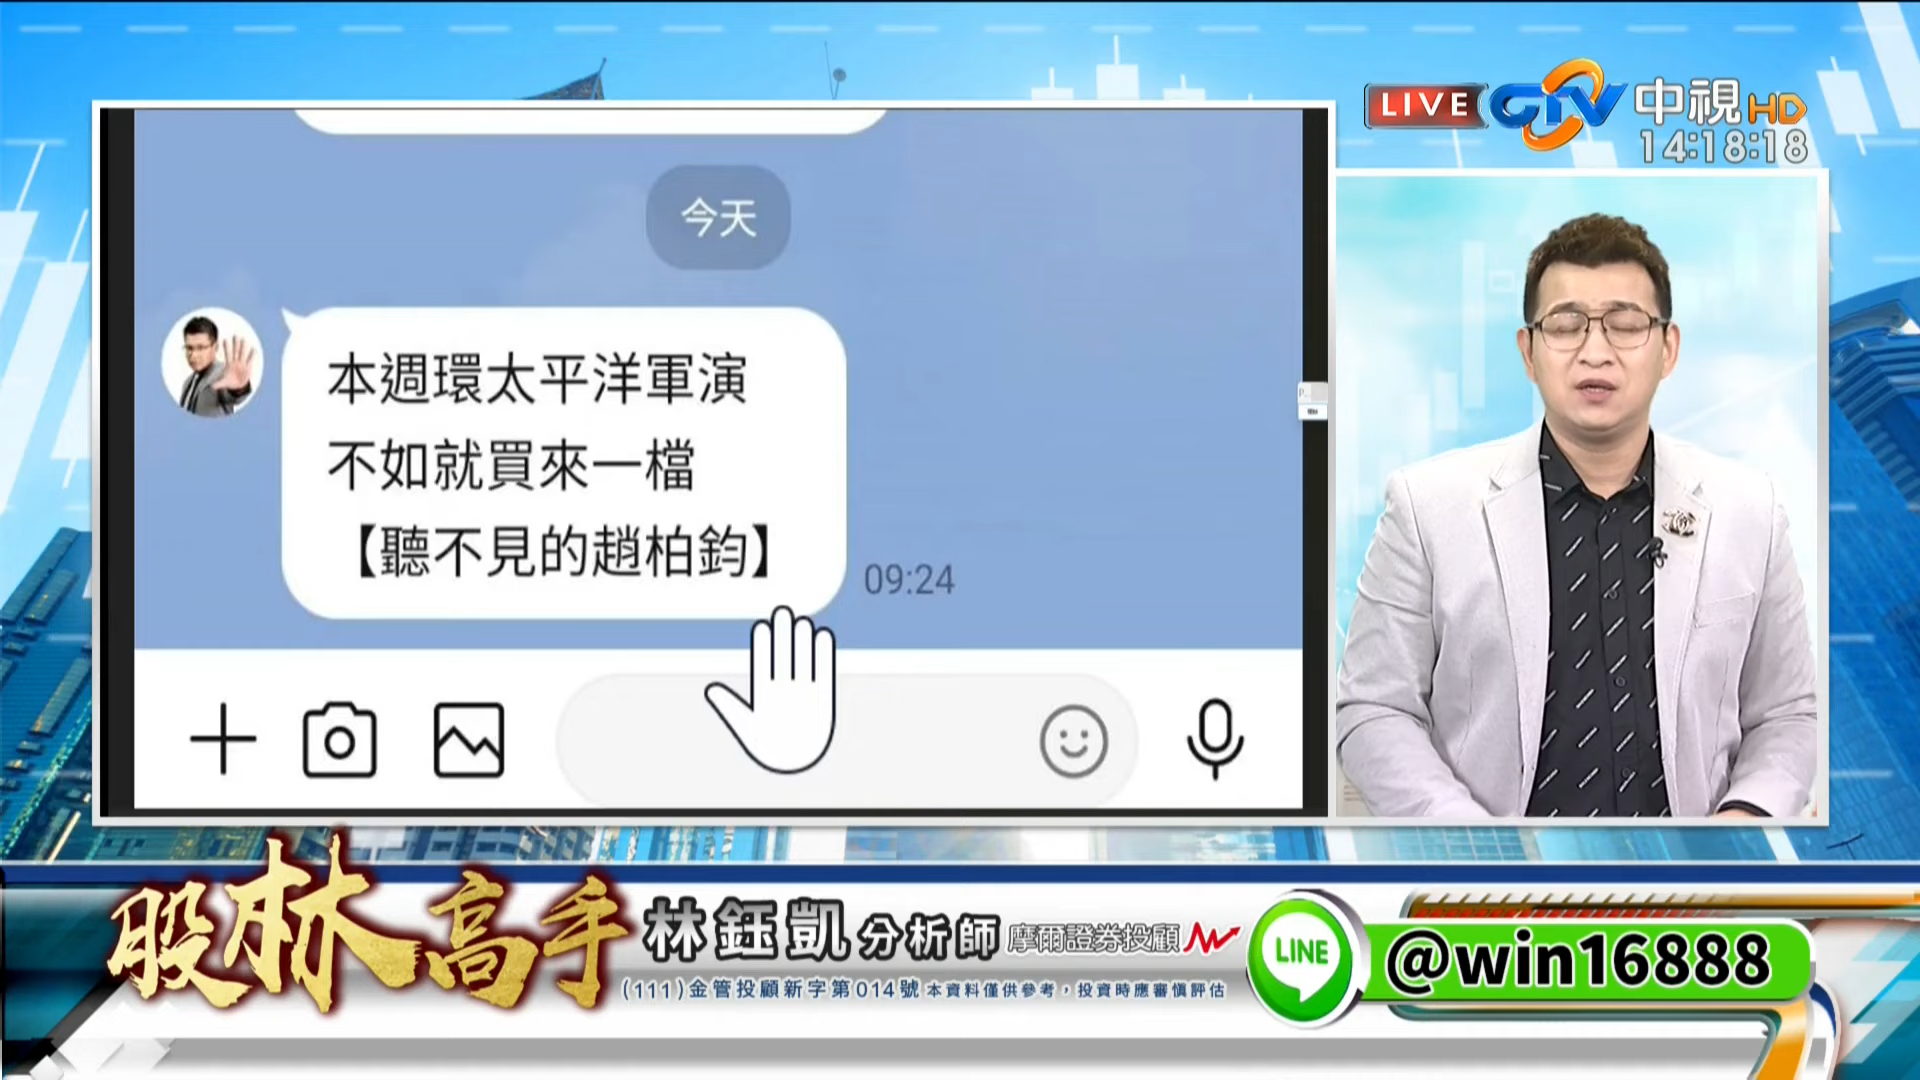 LIVE CTV 中視HD
14:18:18
今天
本週環太平洋軍演
不如就買來一檔
【聽不見的趙柏鈞】
09:24
股林高手
林鈺凱分析師 摩爾證券投顧
(111)金管投顧新字第014號 本資料僅供參考，投資時應審慎評估
LINE @win16888